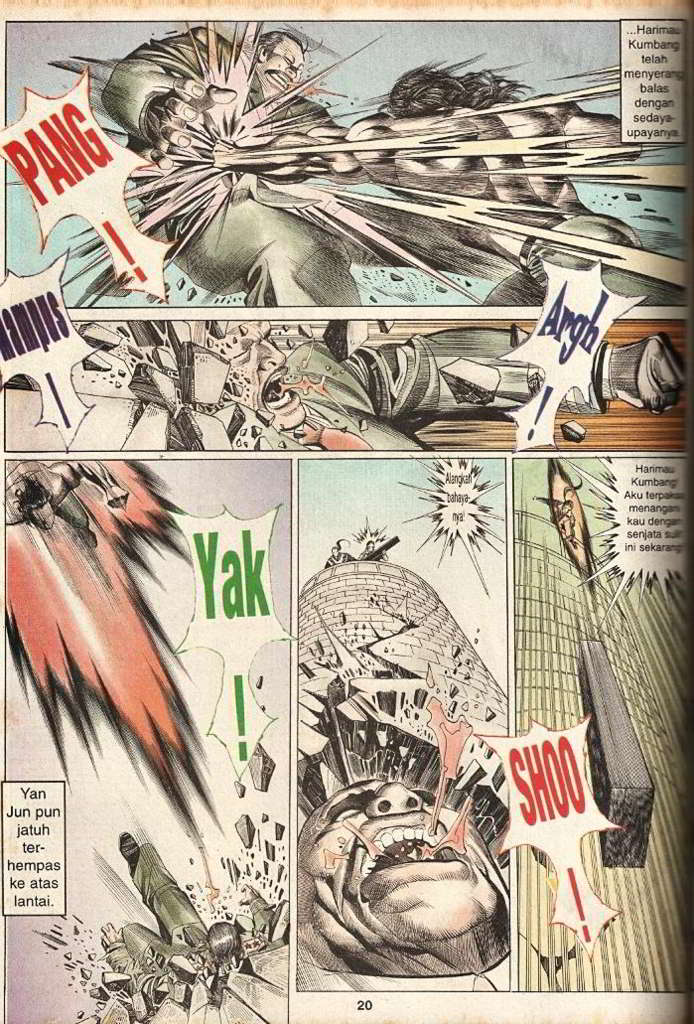 ...Harimau
Kumbang
telah
menyerang
balas
dengan
sedaya-
upayanya.
PANG
!
!
Argh
!
Yak
!
Yan
Jun pun
jatuh
ter-
hempas
ke atas
lantai.
Alangkah
bahaya-
nya!
Harimau
Kumbang!
Aku terpaksa
menangani
kau dengan
senjata sulit
ini sekarang!
SHOO
!
20